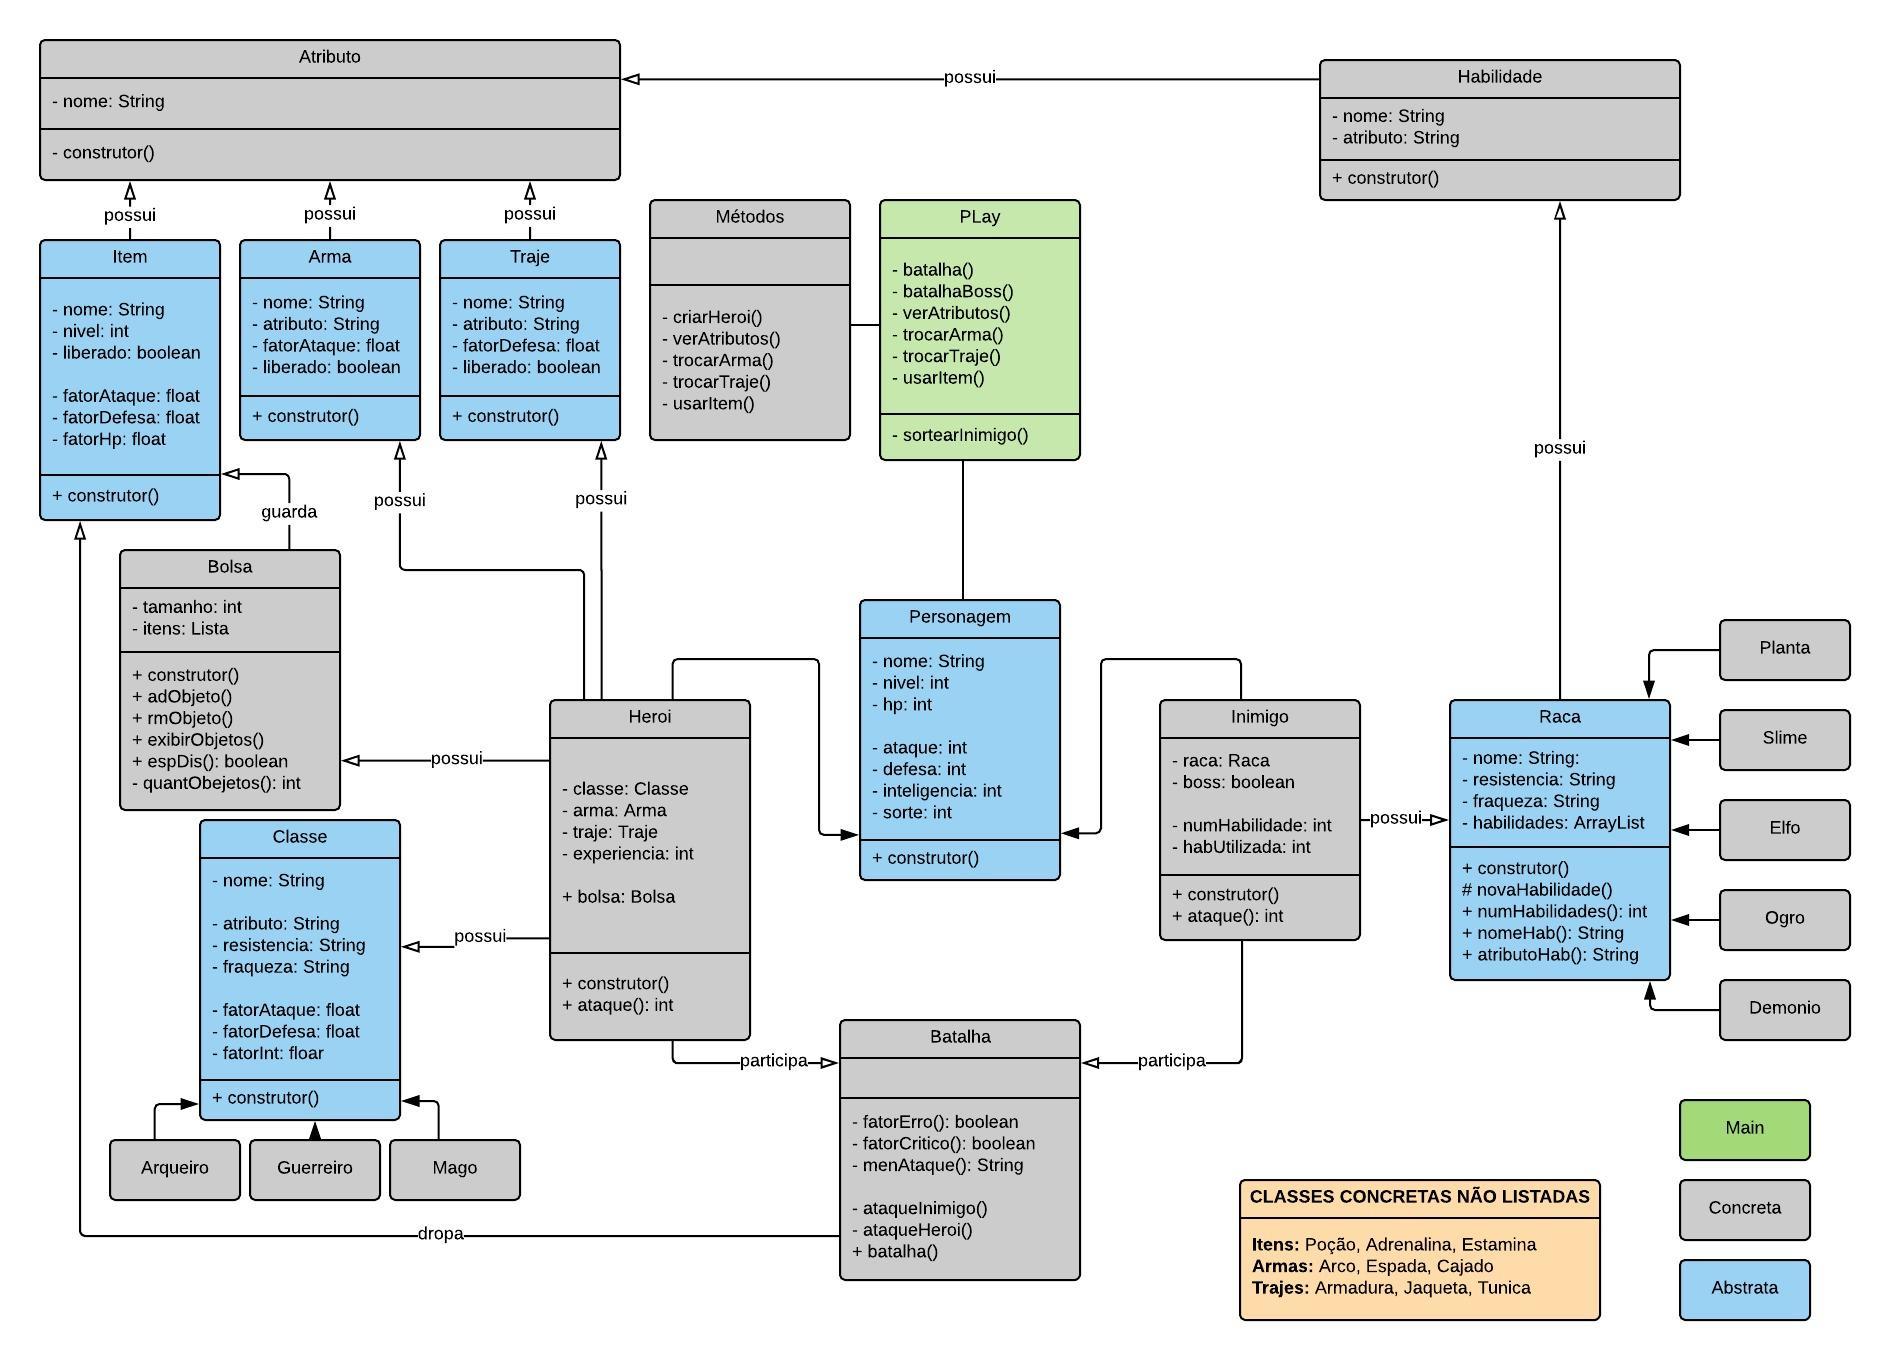 Atributo
- nome: String
- construtor()
possui
Habilidade
- nome: String
- atributo: String
+ construtor()
possui
possui
possui
Item
- nome: String
- nivel: int
- liberado: boolean
- fatorAtaque: float
- fatorDefesa: float
- fatorHp: float
+ construtor()
Arma
- nome: String
- atributo: String
- fatorAtaque: float
- liberado: boolean
+ construtor()
Traje
- nome: String
- atributo: String
- fatorDefesa: float
- liberado: boolean
+ construtor()
Métodos
- criarHeroi()
- verAtributos()
- trocarArma()
- trocarTraje()
- usarItem()
PLay
- batalha()
- batalhaBoss()
- verAtributos()
- trocarArma()
- trocarTraje()
- usarItem()
- sortearInimigo()
possui
guarda
possui
possui
Bolsa
- tamanho: int
- itens: Lista
+ construtor()
+ adObjeto()
+ rmObjeto()
+ exibirObjetos()
+ espDis(): boolean
- quantObejetos(): int
possui
Heroi
- classe: Classe
- arma: Arma
- traje: Traje
- experiencia: int
+ bolsa: Bolsa
+ construtor()
+ ataque(): int
Personagem
- nome: String
- nivel: int
- hp: int
- ataque: int
- defesa: int
- inteligencia: int
- sorte: int
+ construtor()
Inimigo
- raca: Raca
- boss: boolean
- numHabilidade: int
- habUtilizada: int
+ construtor()
+ ataque(): int
possui
Raca
- nome: String:
- resistencia: String
- fraqueza: String
- habilidades: ArrayList
+ construtor()
# novaHabilidade()
+ numHabilidades(): int
+ nomeHab(): String
+ atributoHab(): String
Planta
Slime
Elfo
Ogro
Demonio
Classe
- nome: String
- atributo: String
- resistencia: String
- fraqueza: String
- fatorAtaque: float
- fatorDefesa: float
- fatorInt: floar
+ construtor()
possui
Arqueiro
Guerreiro
Mago
participa
participa
Batalha
- fatorErro(): boolean
- fatorCritico(): boolean
- menAtaque(): String
- ataqueInimigo()
- ataqueHeroi()
+ batalha()
dropa
CLASSES CONCRETAS NÃO LISTADAS
Itens: Poção, Adrenalina, Estamina
Armas: Arco, Espada, Cajado
Trajes: Armadura, Jaqueta, Tunica
Main
Concreta
Abstrata